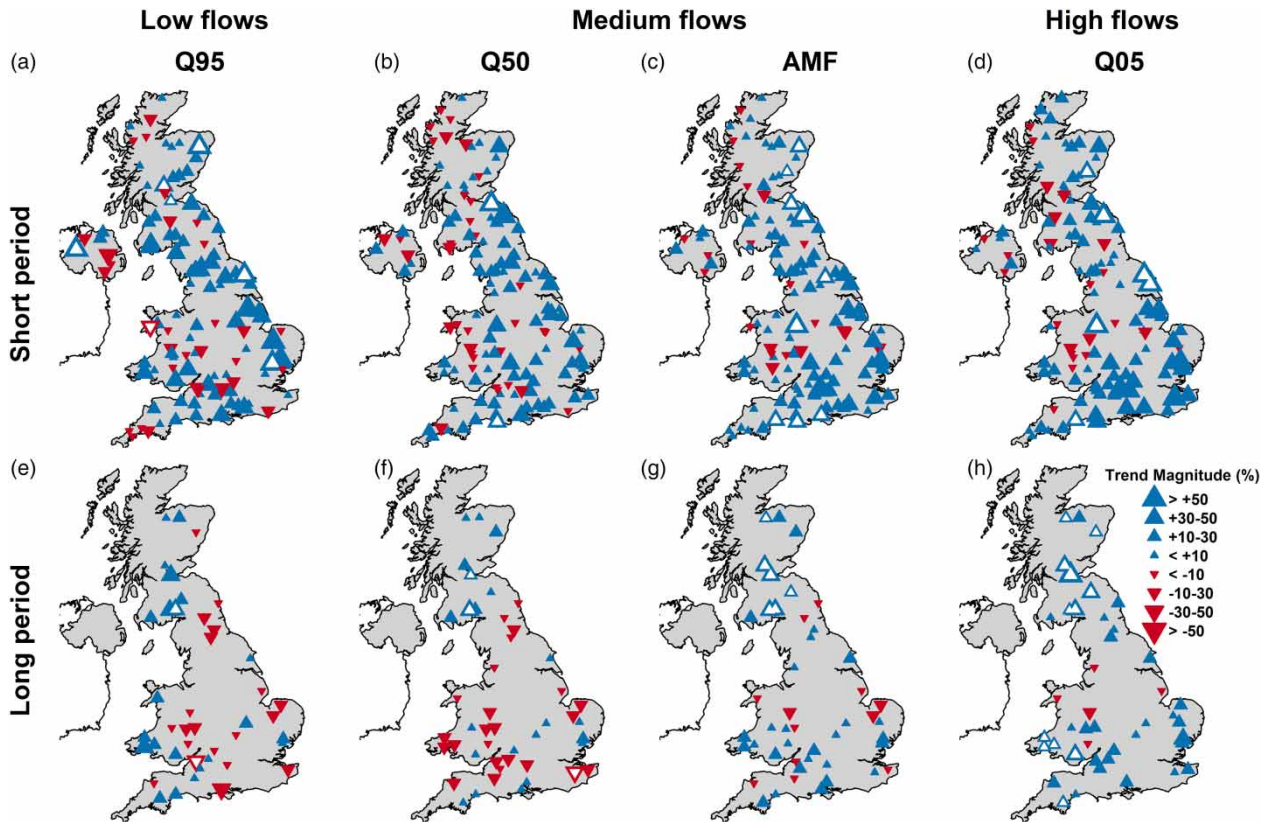 Low flows
Medium flows
High flows
(a)
Q95
(b)
Q50
(c)
AMF
(d)
Q05
Short period
(e)
(f)
(g)
(h)
Trend Magnitude (%)
> +50
+30-50
+10-30
< +10
< -10
-10-30
-30-50
> -50
Long period